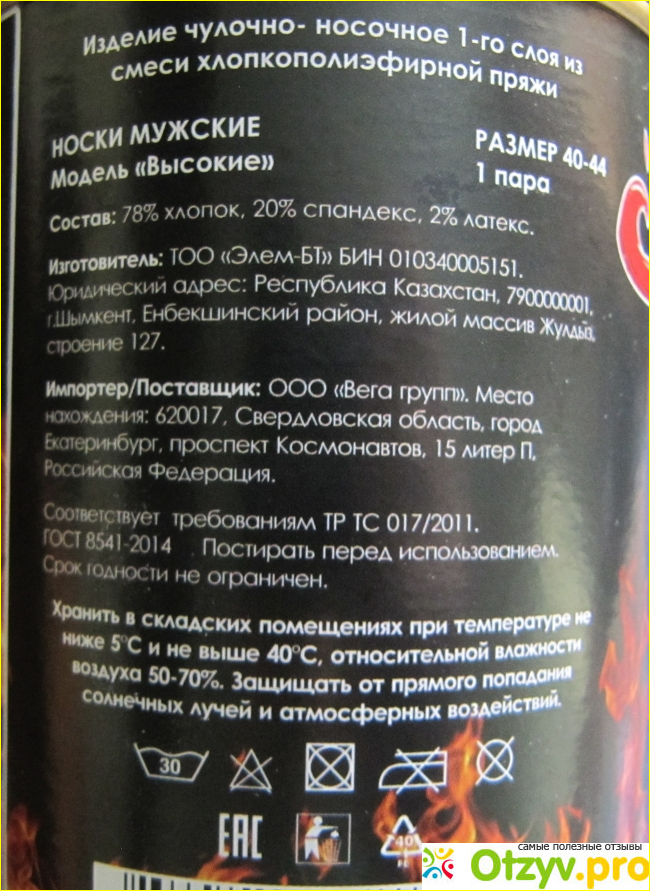 Изделие чулочно- носочное 1-го слоя из
смеси хлопкополиэфирной пряжи
НОСКИ МУЖСКИЕ
Модель «Высокие»
РАЗМЕР 40-44
1 пара
Состав: 78% хлопок, 20% спандекс, 2% латекс.
Изготовитель: ТОО «Элем-БТ» БИН 010340005151.
Юридический адрес: Республика Казахстан, 7900000001,
г.Шымкент, Енбекшинский район, жилой массив Жулдыз,
строение 127.
Импортер/Поставщик: ООО «Вега групп». Место
нахождения: 620017, Свердловская область, город
Екатеринбург, проспект Космонавтов, 15 литер П,
Российская Федерация.
Соответствует требованиям ТР ТС 017/2011.
ГОСТ 8541-2014 Постирать перед использованием.
Срок годности не ограничен.
Хранить в складских помещениях при температуре не
ниже 5°С и не выше 40°С, относительной влажности
воздуха 50-70%. Защищать от прямого попадания
солнечных лучей и атмосферных воздействий.
30
EAC
40
самые полезные отзывы
Otzyv.pro